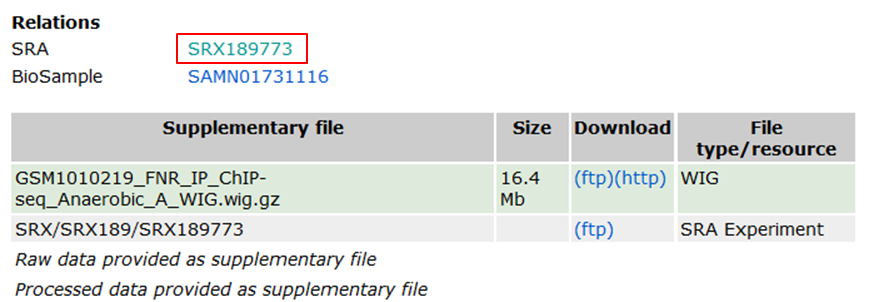 Relations
SRA SRX189773
BioSample SAMN01731116
Supplementary file Size Download File
type/resource
GSM1010219_FNR_IP_ChIP- 16.4 (ftp)(http) WIG
seq_Anaerobic_A_WIG.wig.gz Mb
SRX/SRX189/SRX189773 (ftp) SRA Experiment
Raw data provided as supplementary file
Processed data provided as supplementary file